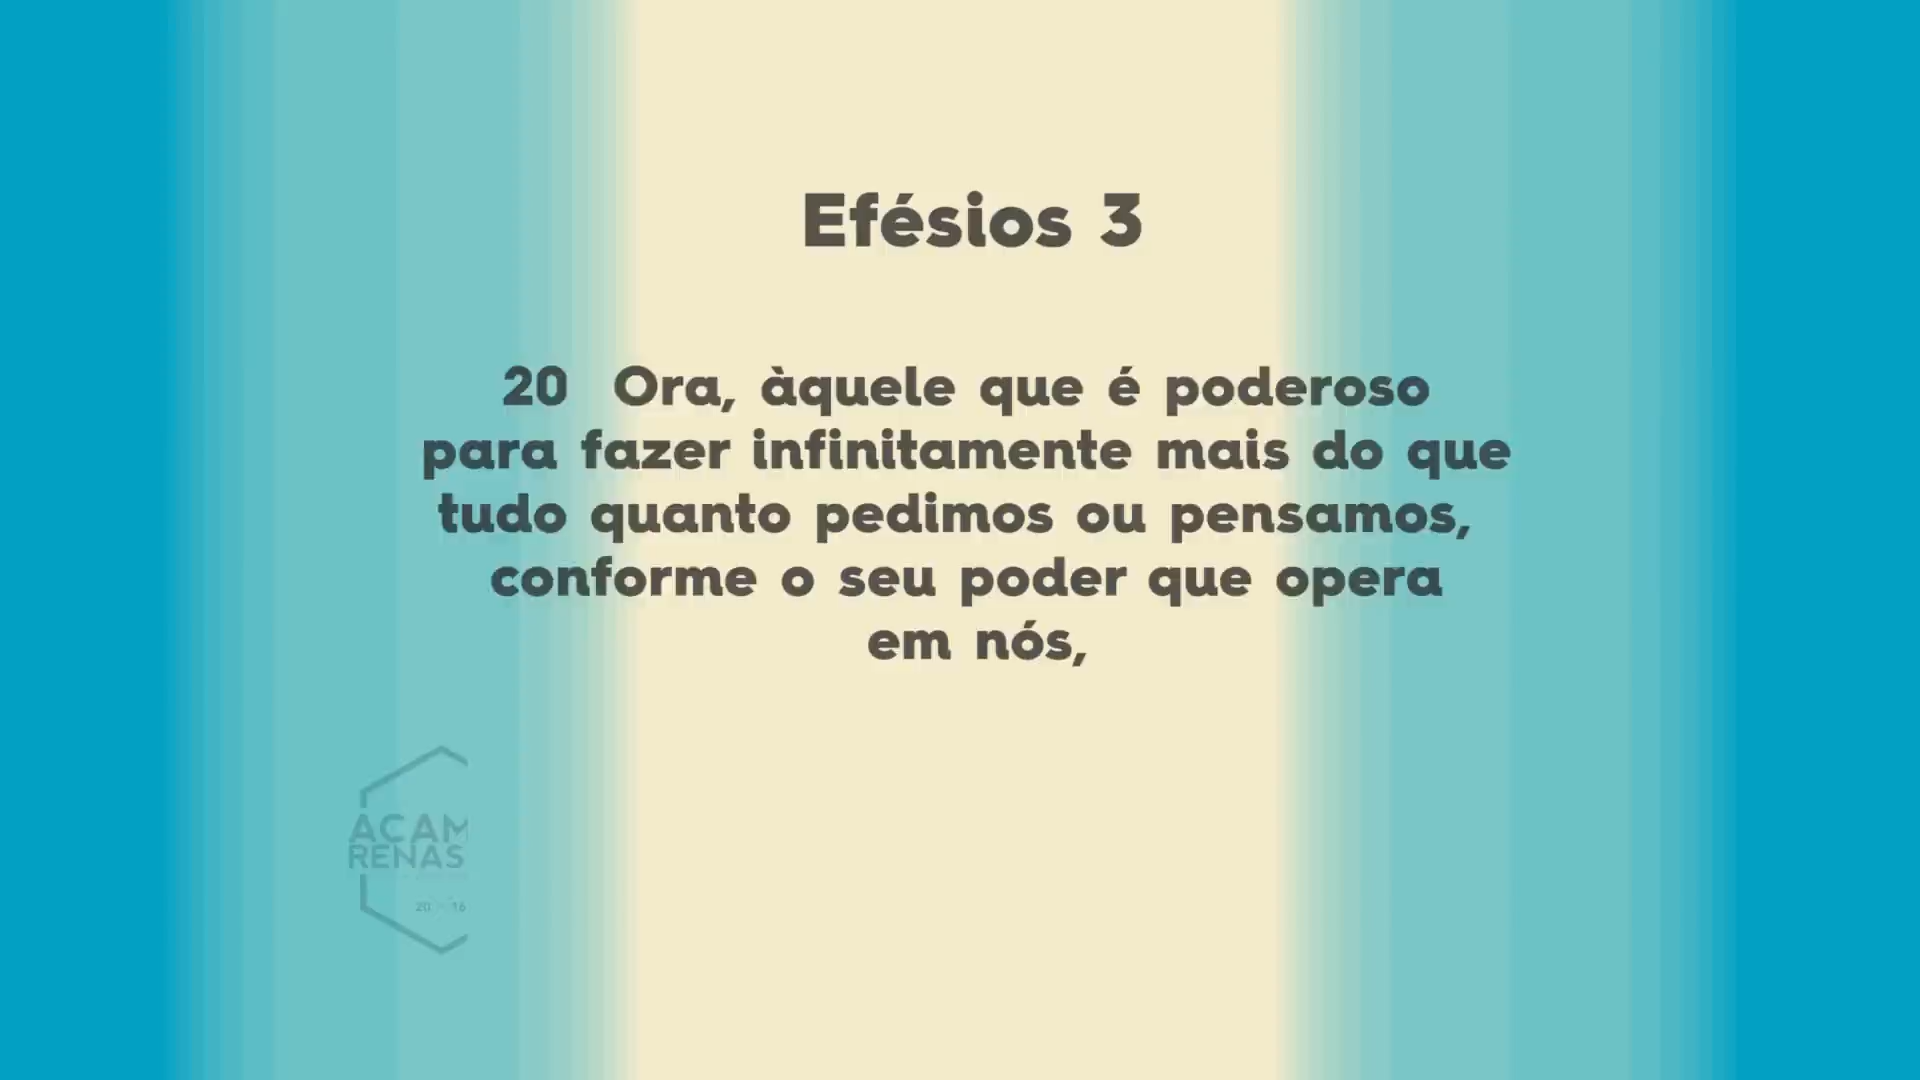 Efésios 3
20 Ora, àquele que é poderoso
para fazer infinitamente mais do que
tudo quanto pedimos ou pensamos,
conforme o seu poder que opera
em nós,
ACAM
RENAS
20 16